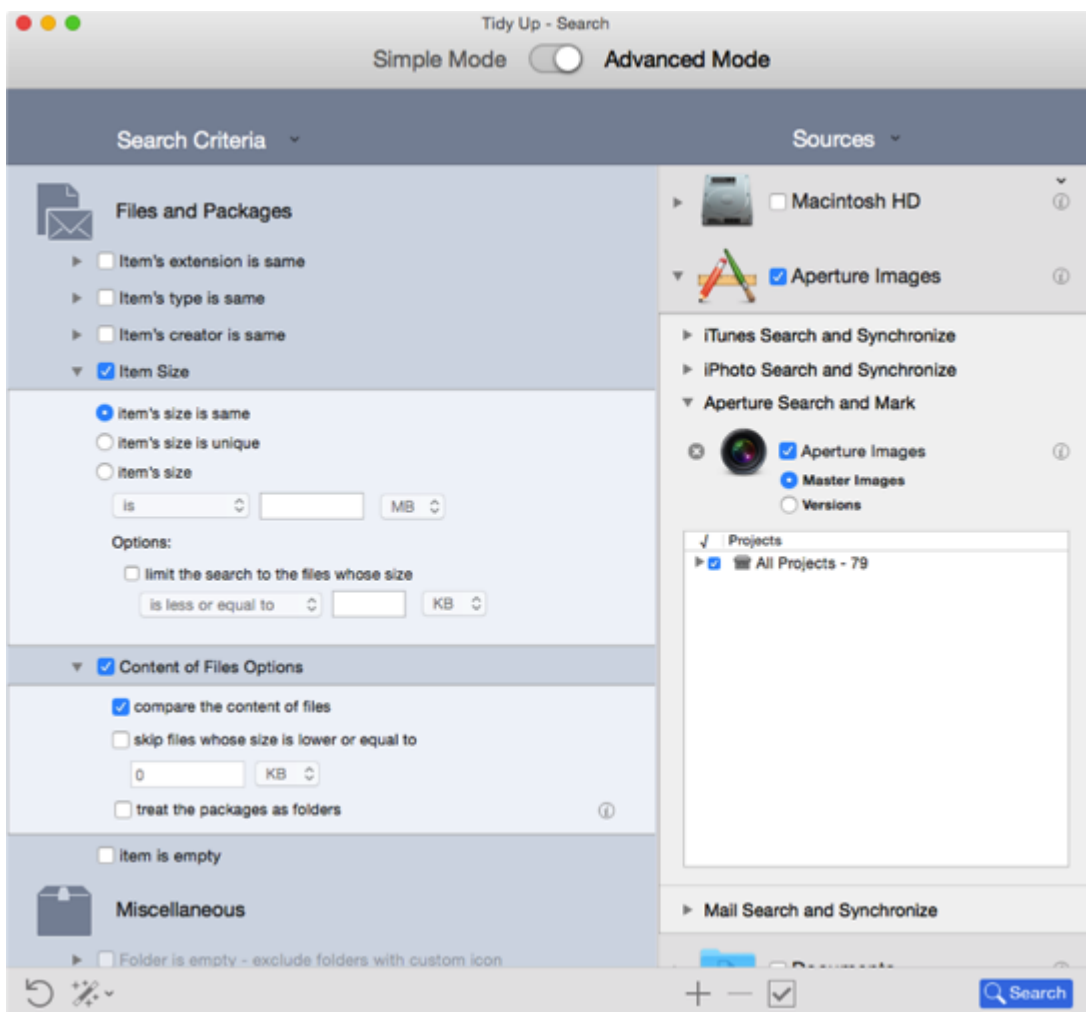 Tidy Up - Search
Simple Mode Advanced Mode
Search Criteria
Files and Packages
Item's extension is same
Item's type is same
Item's creator is same
Item Size
item's size is same
item's size is unique
item's size
is MB
Options:
limit the search to the files whose size
is less or equal to KB
Content of Files Options
compare the content of files
skip files whose size is lower or equal to
0 KB
treat the packages as folders
item is empty
Miscellaneous
Folder is empty - exclude folders with custom icon
Sources
Macintosh HD
Aperture Images
iTunes Search and Synchronize
iPhoto Search and Synchronize
Aperture Search and Mark
Aperture Images
Master Images
Versions
√ Projects
All Projects - 79
Mail Search and Synchronize
Documents
Search